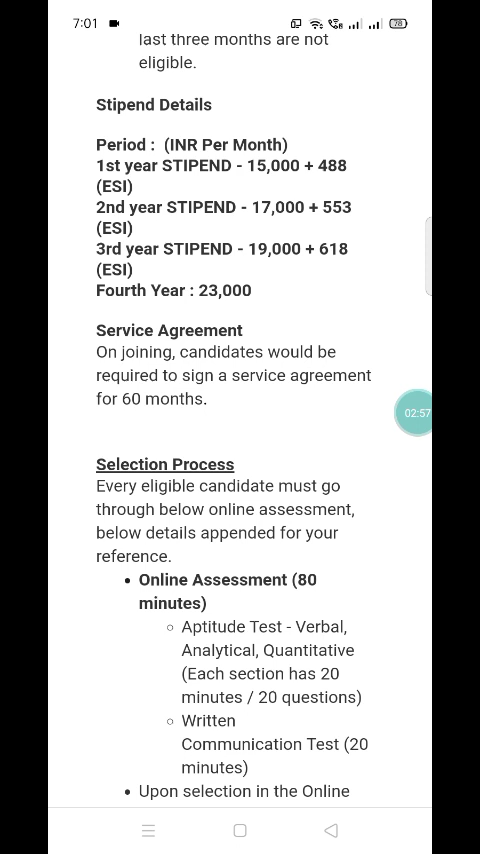 7:01
78
last three months are not
eligible.
Stipend Details
Period :  (INR Per Month)
1st year STIPEND - 15,000 + 488
(ESI)
2nd year STIPEND - 17,000 + 553
(ESI)
3rd year STIPEND - 19,000 + 618
(ESI)
Fourth Year : 23,000
Service Agreement
On joining, candidates would be
required to sign a service agreement
for 60 months.
02:57
Selection Process
Every eligible candidate must go
through below online assessment,
below details appended for your
reference.
• Online Assessment (80
minutes)
○ Aptitude Test - Verbal,
Analytical, Quantitative
(Each section has 20
minutes / 20 questions)
○ Written
Communication Test (20
minutes)
• Upon selection in the Online